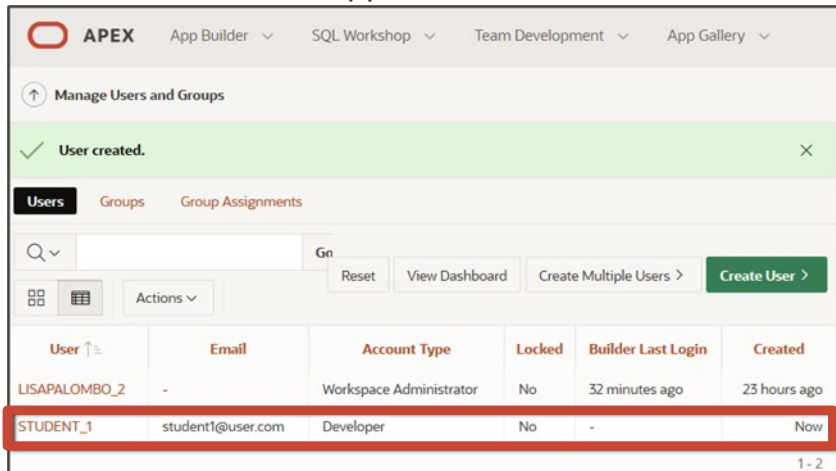 APEX App Builder SQL Workshop Team Development App Gallery
Manage Users and Groups
User created.
Users Groups Group Assignments
Go
Reset View Dashboard Create Multiple Users > Create User >
Actions
User Email Account Type Locked Builder Last Login Created
LISAPALOMBO_2 - Workspace Administrator No 32 minutes ago 23 hours ago
STUDENT_1 student1@user.com Developer No - Now
1 - 2